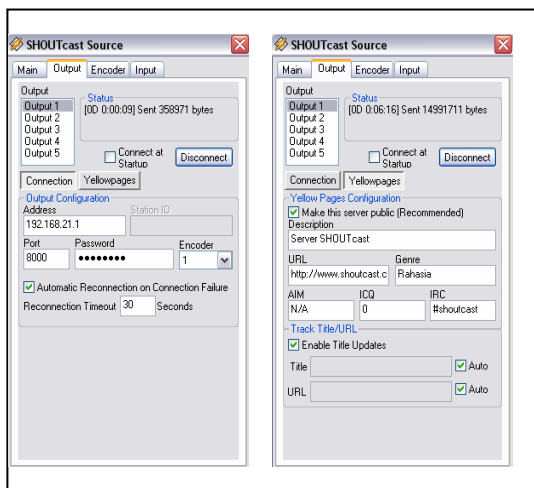 SHOUTcast Source
Main Output Encoder Input
Output
Output 1
Output 2
Output 3
Output 4
Output 5
Status
[0D 0:00:09] Sent 358971 bytes
Connect at Startup
Disconnect
Connection Yellowpages
Output Configuration
Address Station ID
192.168.21.1
Port Password Encoder
8000 ●●●●●●●● 1
Automatic Reconnection on Connection Failure
Reconnection Timeout 30 Seconds
SHOUTcast Source
Main Output Encoder Input
Output
Output 1
Output 2
Output 3
Output 4
Output 5
Status
[0D 0:06:16] Sent 14991711 bytes
Connect at Startup
Disconnect
Connection Yellowpages
Yellow Pages Configuration
Make this server public (Recommended)
Description
Server SHOUTcast
URL Genre
http://www.shoutcast.c Rahasia
AIM ICQ IRC
N/A 0 #shoutcast
Track Title/URL
Enable Title Updates
Title Auto
URL Auto